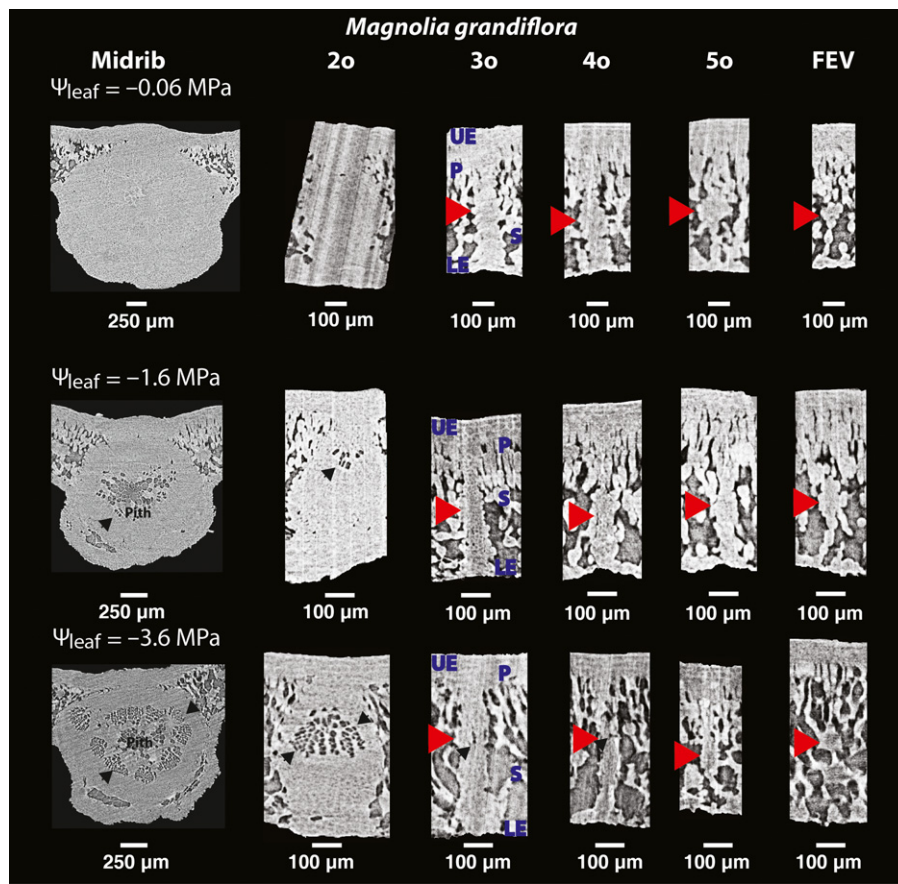 Magnolia grandiflora
Midrib 2o 3o 4o 5o FEV
Ψleaf = –0.06 MPa
UE
P
S
LE
250 µm 100 µm 100 µm 100 µm 100 µm 100 µm
Ψleaf = –1.6 MPa
UE
P
S
Pith
LE
250 µm 100 µm 100 µm 100 µm 100 µm 100 µm
Ψleaf = –3.6 MPa
UE
P
Pith
S
LE
250 µm 100 µm 100 µm 100 µm 100 µm 100 µm